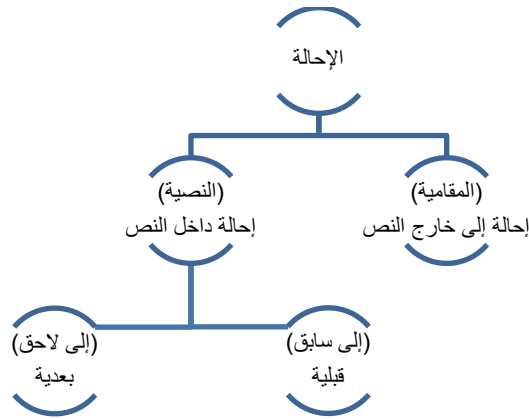 الإحالة
(المقامية)
إحالة إلى خارج النص
(النصية)
إحالة داخل النص
(إلى سابق)
قبلية
(إلى لاحق)
بعدية